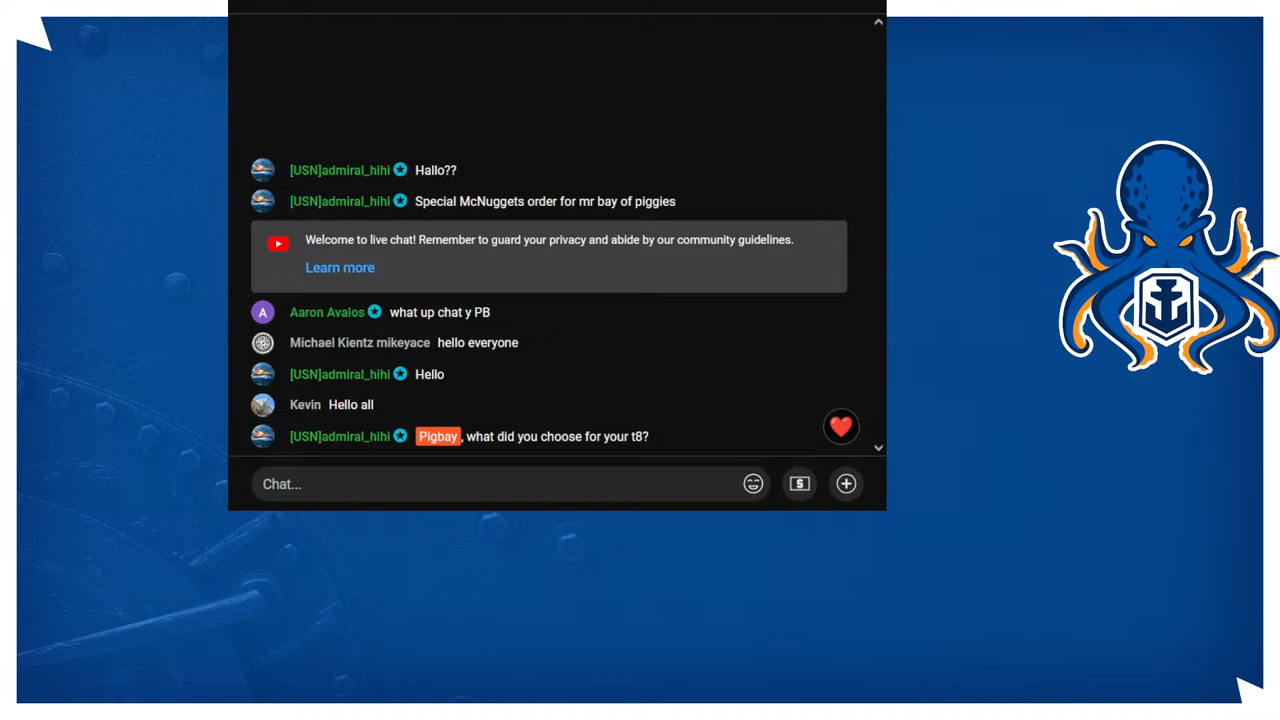 [USN]admiral_hihi Hallo??
[USN]admiral_hihi Special McNuggets order for mr bay of piggies
Welcome to live chat! Remember to guard your privacy and abide by our community guidelines.
Learn more
A Aaron Avalos what up chat y PB
Michael Kientz mikeyace hello everyone
[USN]admiral_hihi Hello
Kevin Hello all
[USN]admiral_hihi Pigbay, what did you choose for your t8?
Chat...